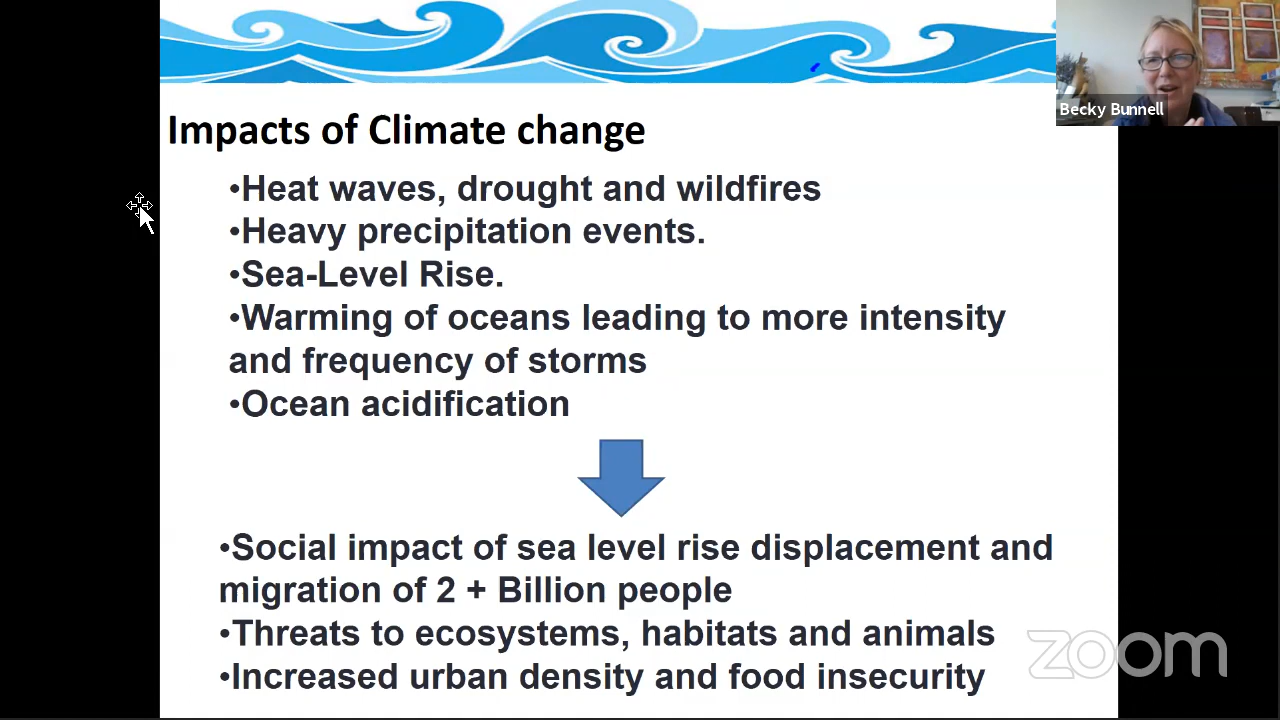 Becky Bunnell
Impacts of Climate change
•Heat waves, drought and wildfires
•Heavy precipitation events.
•Sea-Level Rise.
•Warming of oceans leading to more intensity
and frequency of storms
•Ocean acidification
•Social impact of sea level rise displacement and
migration of 2 + Billion people
•Threats to ecosystems, habitats and animals
•Increased urban density and food insecurity
zoom